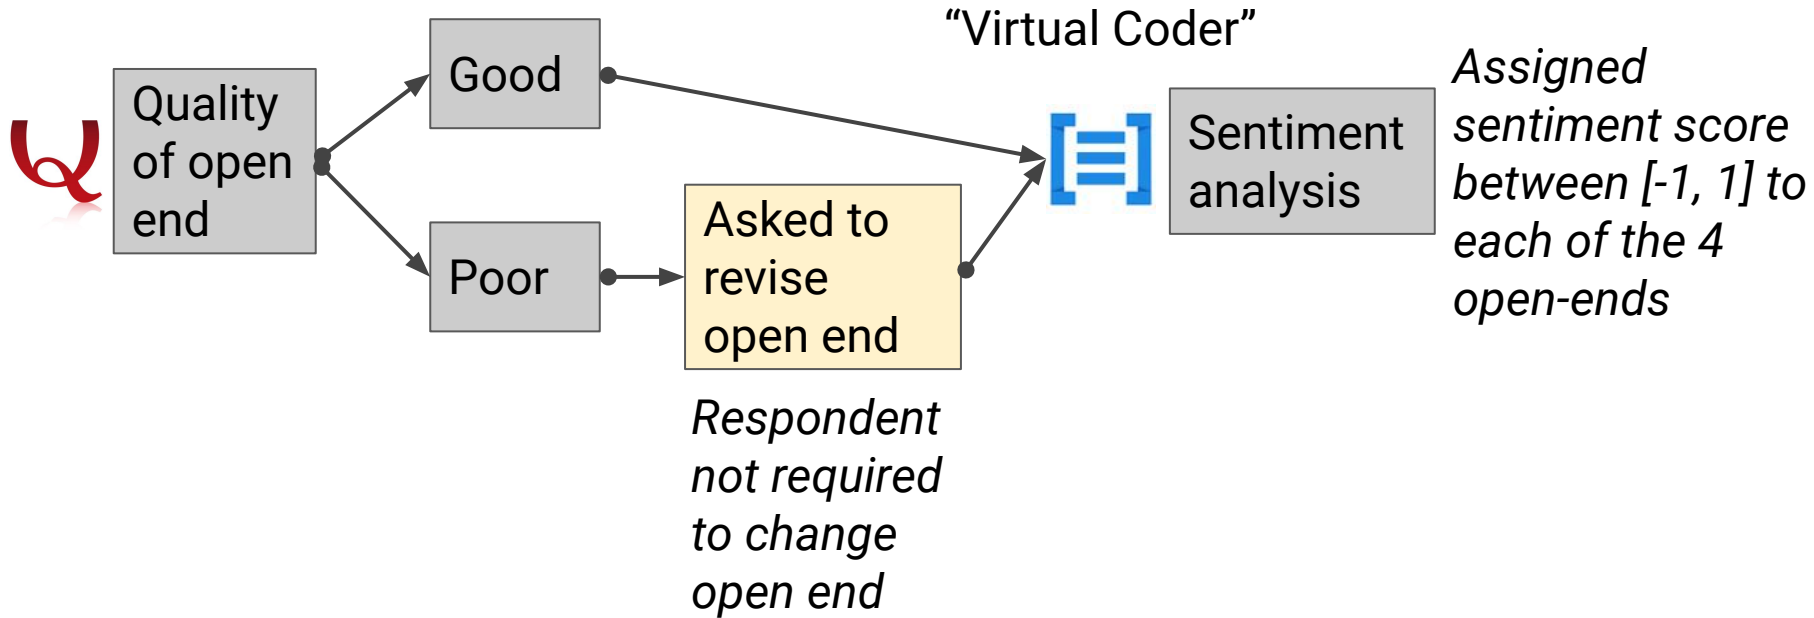 Quality
of open
end
Good
Poor
Asked to
revise
open end
Respondent
not required
to change
open end
“Virtual Coder”
Sentiment
analysis
Assigned
sentiment score
between [-1, 1] to
each of the 4
open-ends